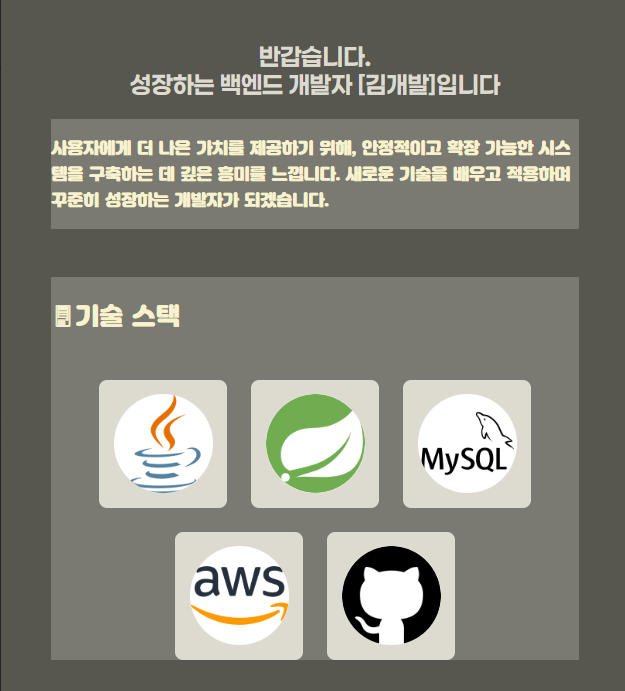 반갑습니다.
성장하는 백엔드 개발자 [김개발]입니다
사용자에게 더 나은 가치를 제공하기 위해, 안정적이고 확장 가능한 시스
템을 구축하는 데 깊은 흥미를 느낍니다. 새로운 기술을 배우고 적용하며
꾸준히 성장하는 개발자가 되겠습니다.
기술 스택
MySQL
aws